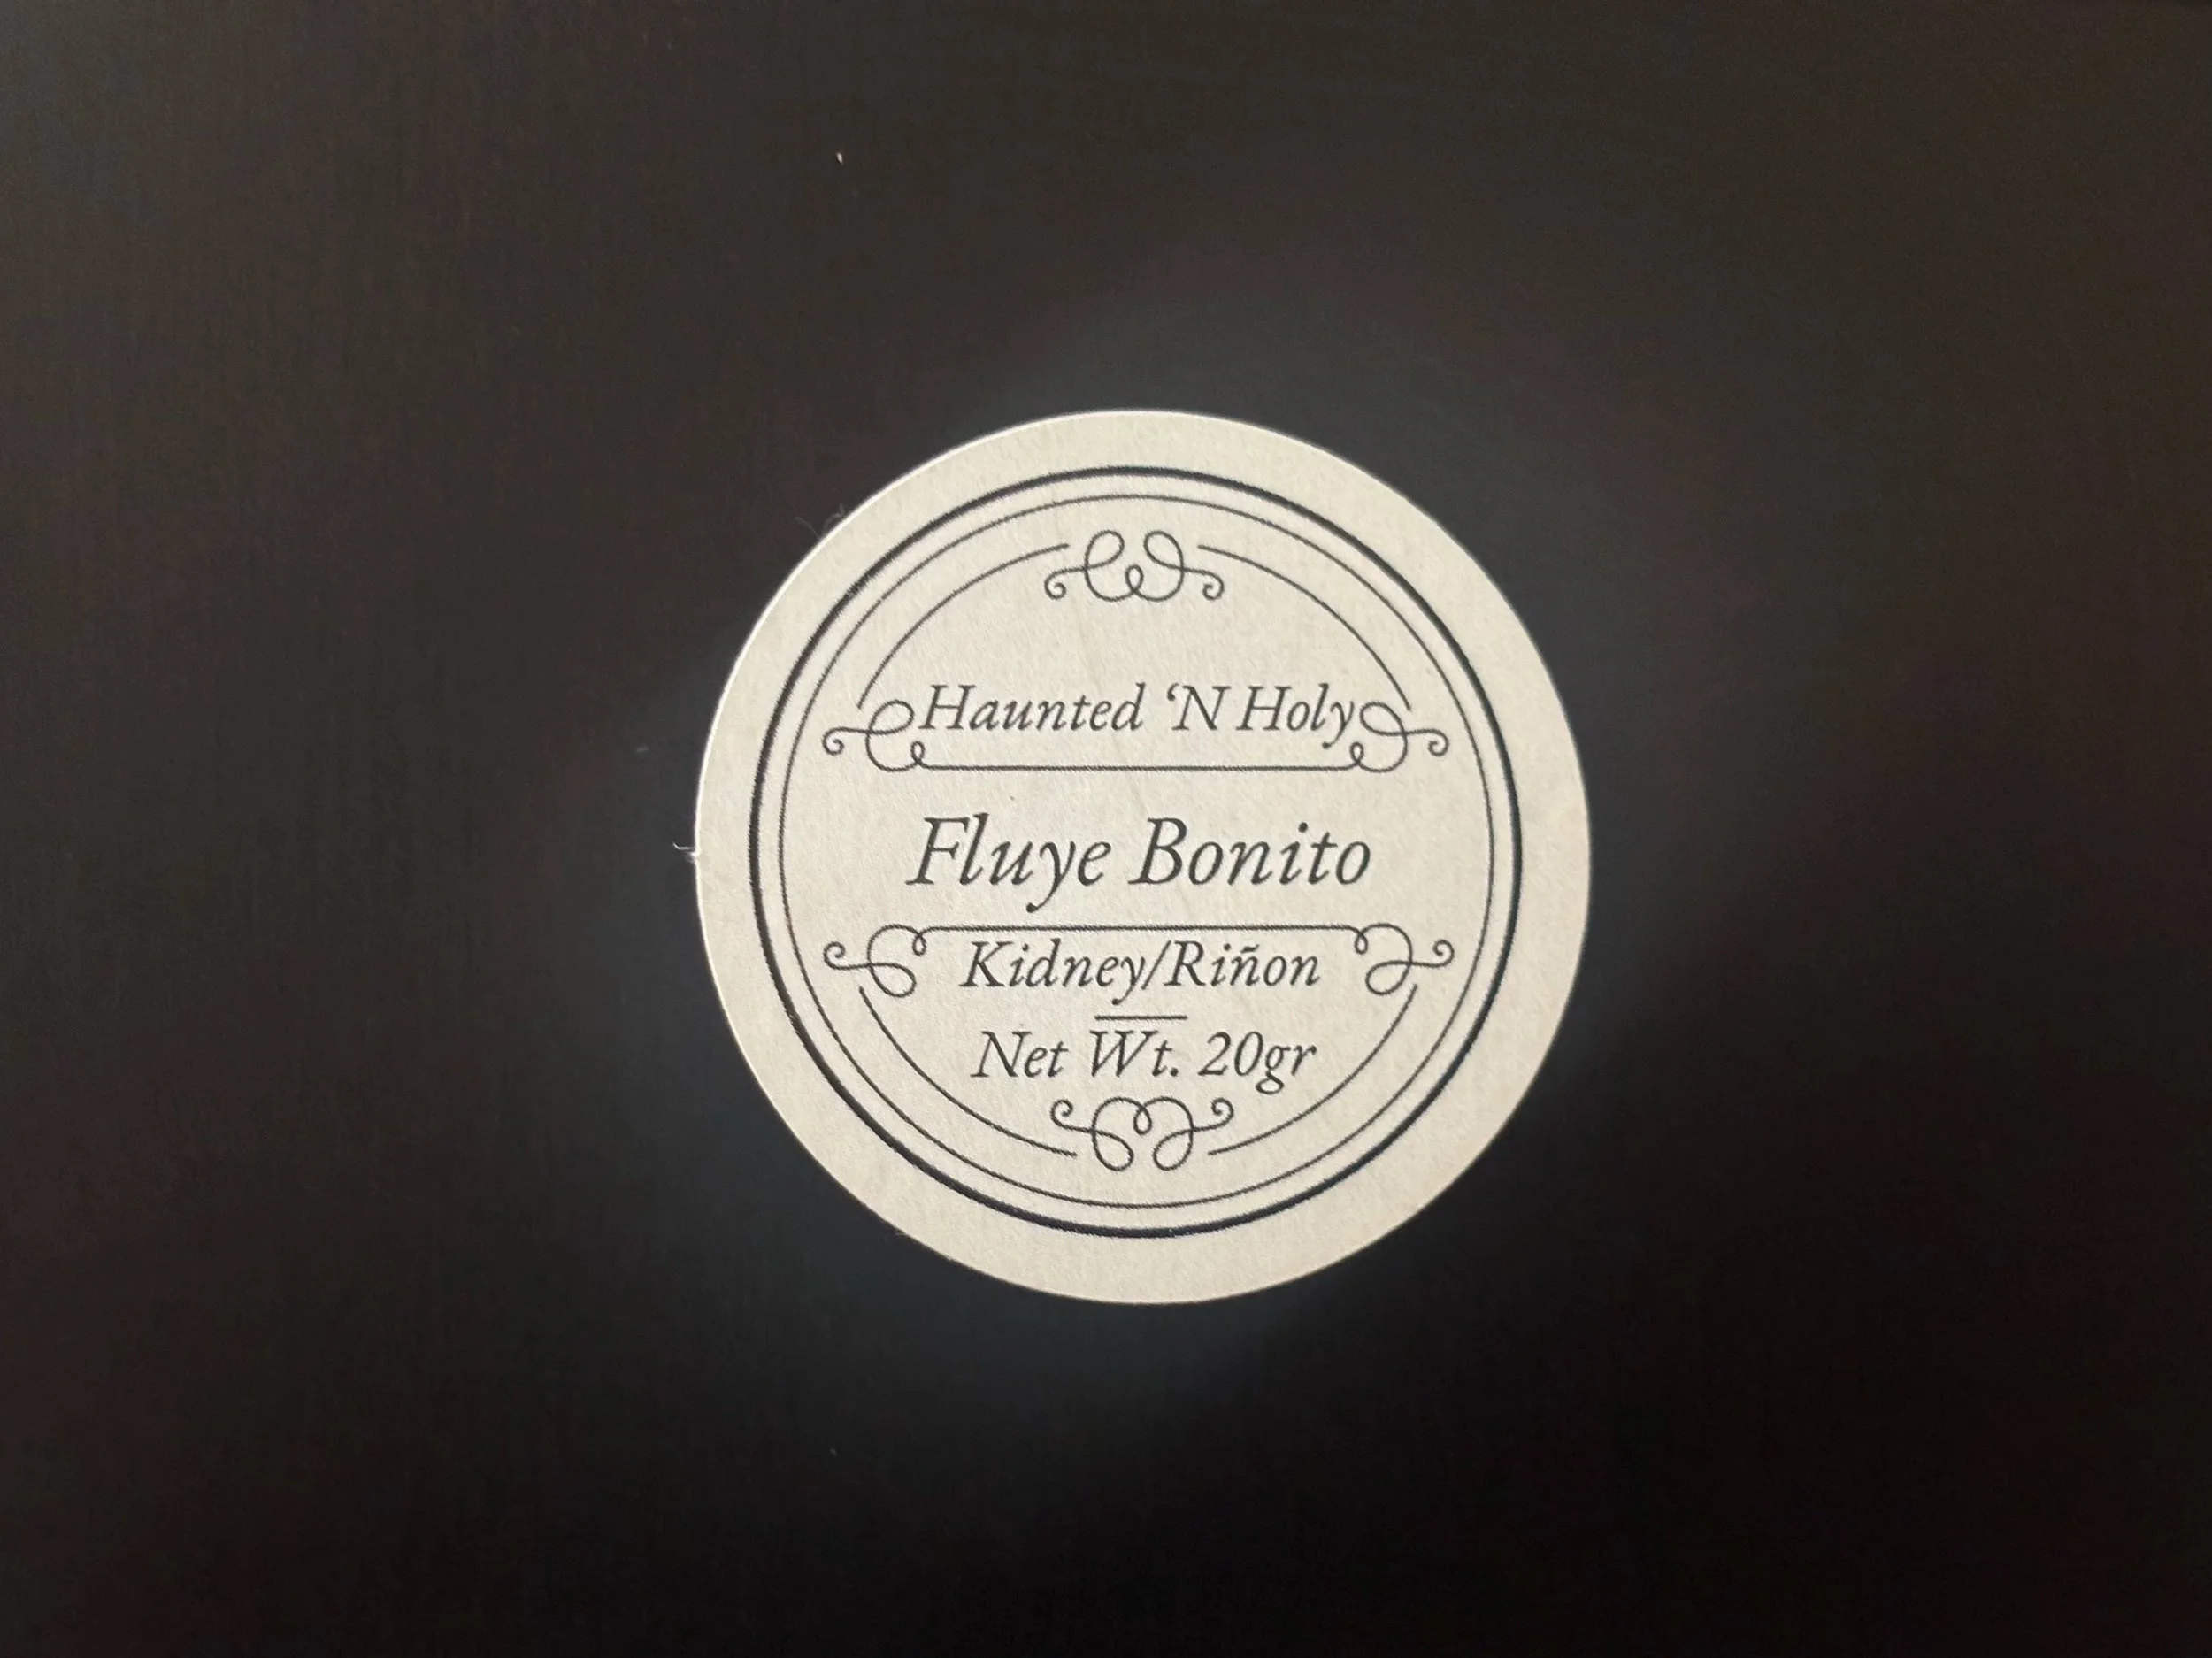 Haunted ‘N Holy
Fluye Bonito
Kidney/Riñon
Net Wt. 20gr